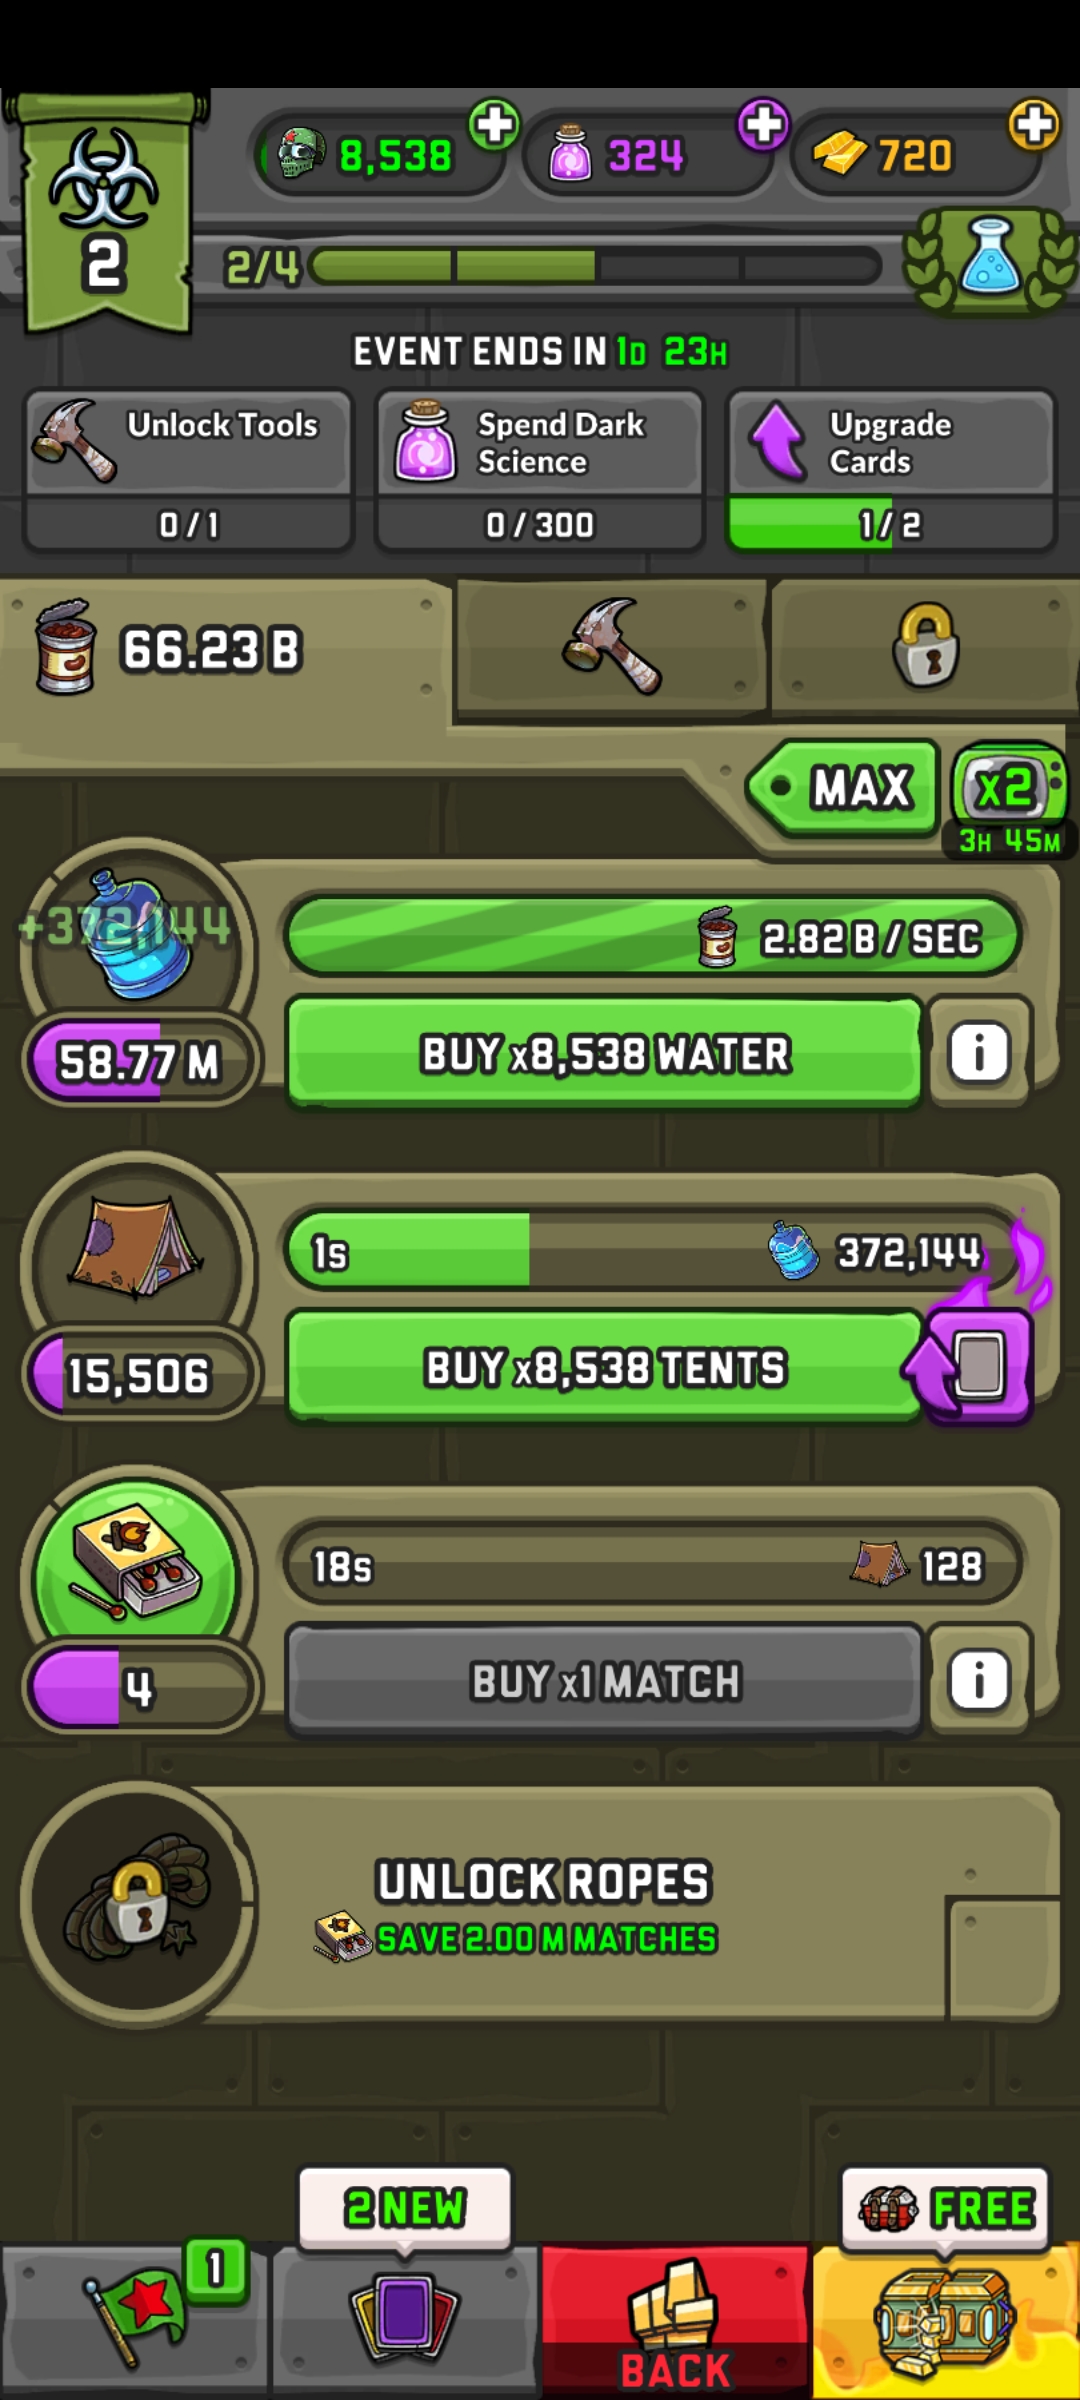 8,538
324
720
2
2/4
EVENT ENDS IN 1D 23H
Unlock Tools
0 / 1
Spend Dark
Science
0 / 300
Upgrade
Cards
1 / 2
66.23 B
MAX
x2
3H 45M
+372,144
2.82 B / SEC
58.77 M
BUY x8,538 WATER
i
1s
372,144
15,506
BUY x8,538 TENTS
18s
128
4
BUY x1 MATCH
i
UNLOCK ROPES
SAVE 2.00 M MATCHES
2 NEW
FREE
1
BACK